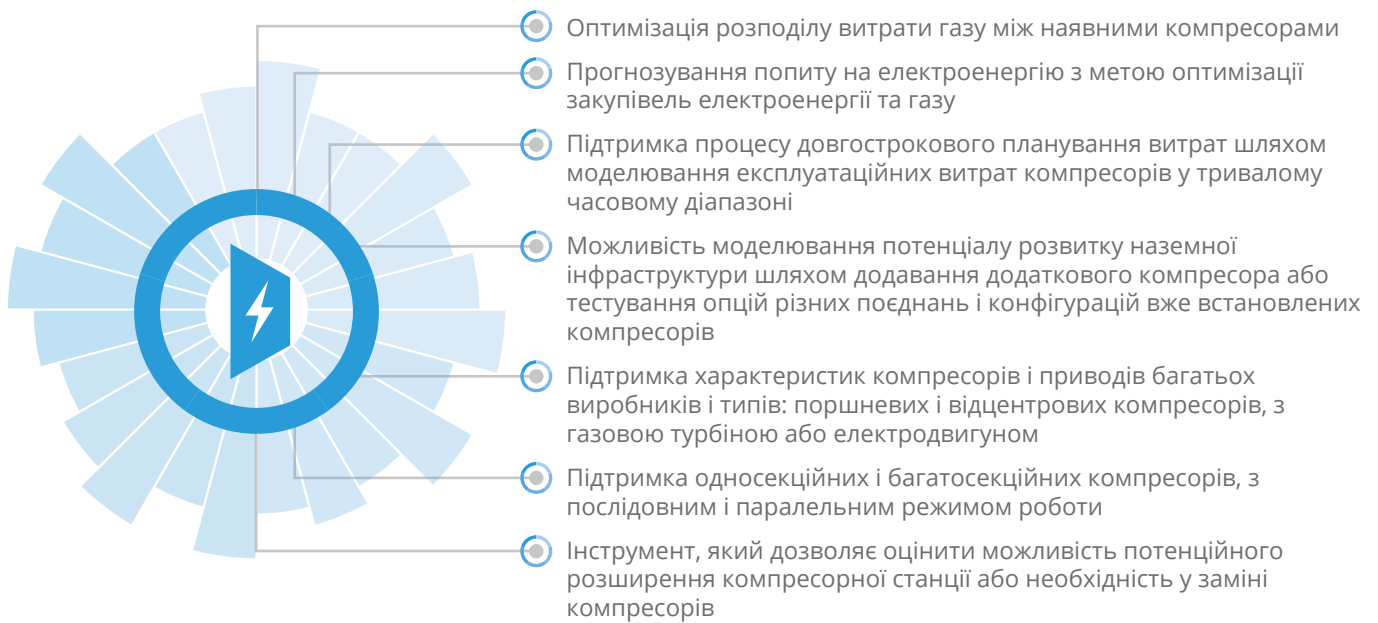 Оптимізація розподілу витрати газу між наявними компресорами
Прогнозування попиту на електроенергію з метою оптимізації
закупівель електроенергії та газу
Підтримка процесу довгострокового планування витрат шляхом
моделювання експлуатаційних витрат компресорів у тривалому
часовому діапазоні
Можливість моделювання потенціалу розвитку наземної
інфраструктури шляхом додавання додаткового компресора або
тестування опцій різних поєднань і конфігурацій вже встановлених
компресорів
Підтримка характеристик компресорів і приводів багатьох
виробників і типів: поршневих і відцентрових компресорів, з
газовою турбіною або електродвигуном
Підтримка односекційних і багатосекційних компресорів, з
послідовним і паралельним режимом роботи
Інструмент, який дозволяє оцінити можливість потенційного
розширення компресорної станції або необхідність у заміні
компресорів